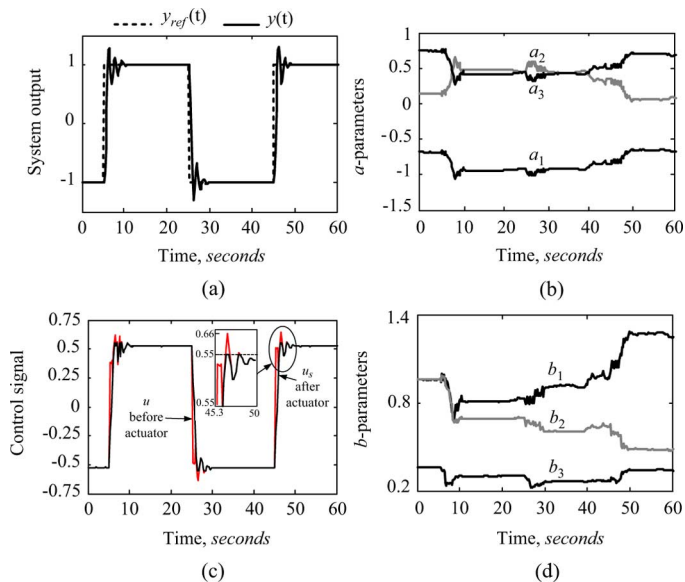 y_ref(t) y(t)
System output
1
0
-1
0 10 20 30 40 50 60
Time, seconds
(a)
a-parameters
1
0.5
0
-0.5
-1
-1.5
a2
a3
a1
0 10 20 30 40 50 60
Time, seconds
(b)
Control signal
0.75
0.5
0.25
0
-0.25
-0.5
-0.75
0.66
0.55
0.55
45.3 50
u
before
actuator
us
after
actuator
0 10 20 30 40 50 60
Time, seconds
(c)
b-parameters
1.4
0.8
0.2
b1
b2
b3
0 10 20 30 40 50 60
Time, seconds
(d)